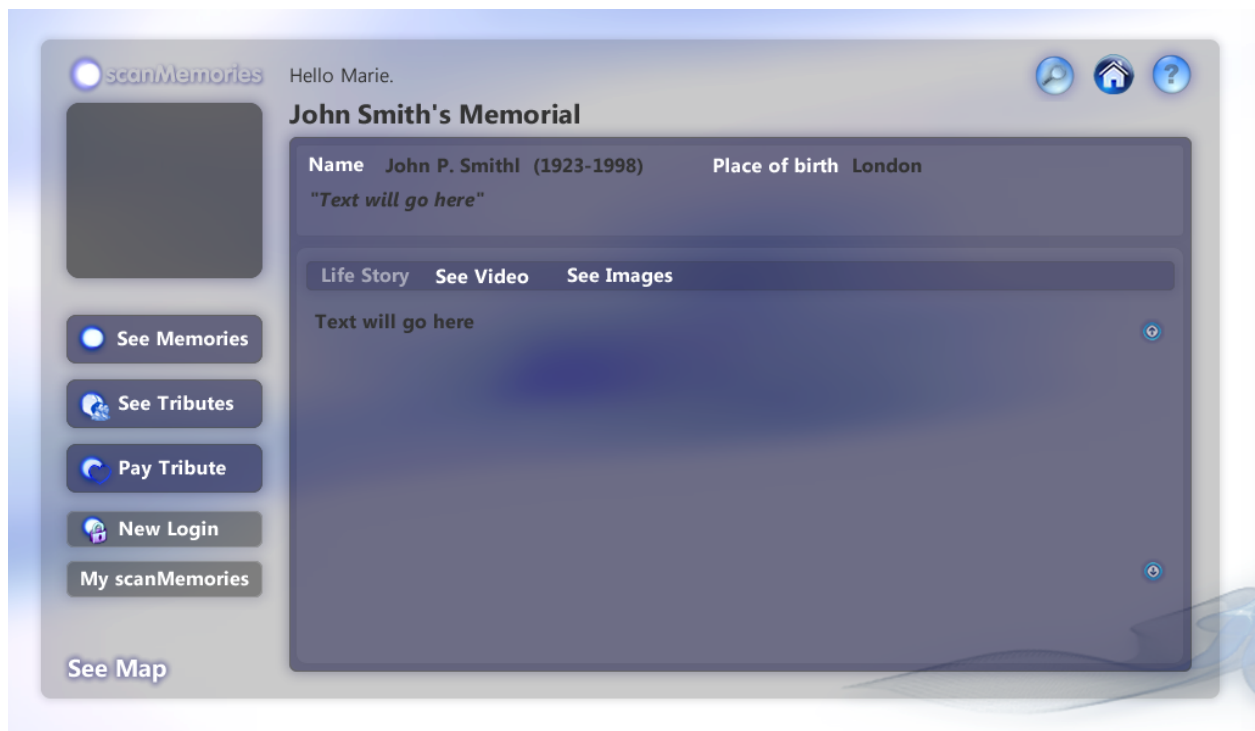 scanMemories
Hello Marie.
John Smith's Memorial
Name John P. Smithl (1923-1998) Place of birth London
"Text will go here"
Life Story See Video See Images
Text will go here
See Memories
See Tributes
Pay Tribute
New Login
My scanMemories
See Map
?